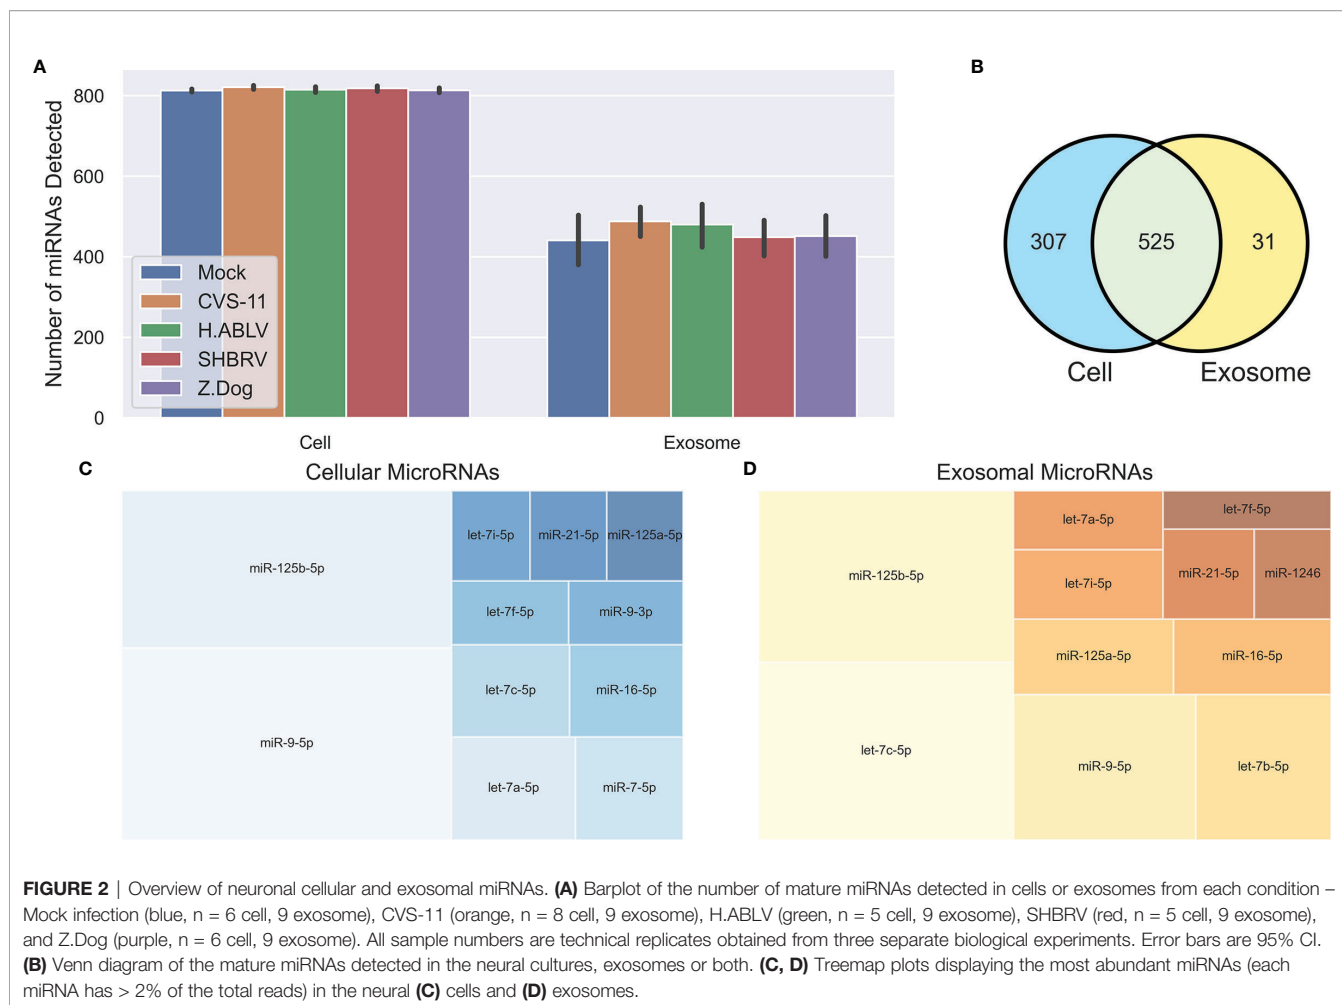 A
B
Number of miRNAs Detected
800
600
400
200
0
Mock
CVS-11
H.ABLV
SHBRV
Z.Dog
Cell
Exosome
307
525
31
Cell
Exosome
C
Cellular MicroRNAs
miR-125b-5p
miR-9-5p
let-7i-5p
miR-21-5p
miR-125a-5p
let-7f-5p
miR-9-3p
let-7c-5p
miR-16-5p
let-7a-5p
miR-7-5p
D
Exosomal MicroRNAs
miR-125b-5p
let-7c-5p
let-7a-5p
let-7f-5p
let-7i-5p
miR-21-5p
miR-1246
miR-125a-5p
miR-16-5p
miR-9-5p
let-7b-5p
FIGURE 2 | Overview of neuronal cellular and exosomal miRNAs. (A) Barplot of the number of mature miRNAs detected in cells or exosomes from each condition –
Mock infection (blue, n = 6 cell, 9 exosome), CVS-11 (orange, n = 8 cell, 9 exosome), H.ABLV (green, n = 5 cell, 9 exosome), SHBRV (red, n = 5 cell, 9 exosome),
and Z.Dog (purple, n = 6 cell, 9 exosome). All sample numbers are technical replicates obtained from three separate biological experiments. Error bars are 95% CI.
(B) Venn diagram of the mature miRNAs detected in the neural cultures, exosomes or both. (C, D) Treemap plots displaying the most abundant miRNAs (each
miRNA has > 2% of the total reads) in the neural (C) cells and (D) exosomes.